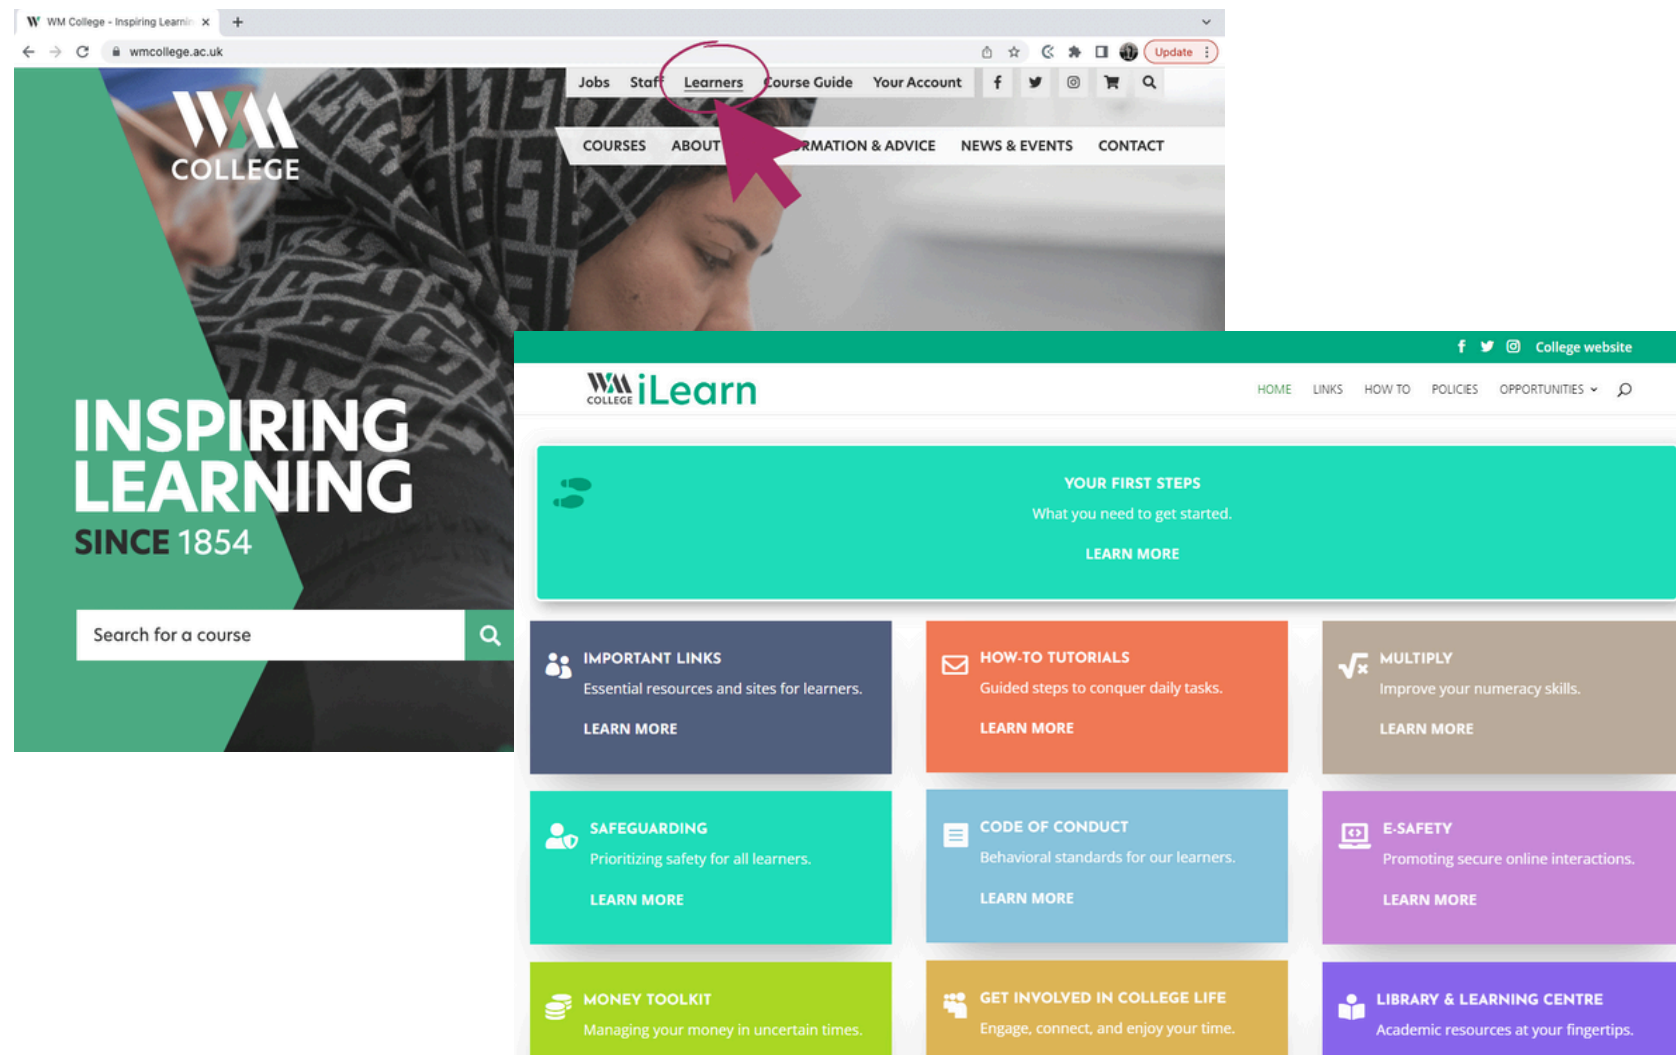 WM College - Inspiring Learnin
wmcollege.ac.uk
Update
Jobs Staff Learners Course Guide Your Account
WM
COLLEGE
COURSES ABOUT RMATION & ADVICE NEWS & EVENTS CONTACT
INSPIRING
LEARNING
SINCE 1854
Search for a course
College website
WM
COLLEGE
iLearn
HOME LINKS HOW TO POLICIES OPPORTUNITIES
YOUR FIRST STEPS
What you need to get started.
LEARN MORE
IMPORTANT LINKS
Essential resources and sites for learners.
LEARN MORE
HOW-TO TUTORIALS
Guided steps to conquer daily tasks.
LEARN MORE
MULTIPLY
Improve your numeracy skills.
LEARN MORE
SAFEGUARDING
Prioritizing safety for all learners.
LEARN MORE
CODE OF CONDUCT
Behavioral standards for our learners.
LEARN MORE
E-SAFETY
Promoting secure online interactions.
LEARN MORE
MONEY TOOLKIT
Managing your money in uncertain times.
GET INVOLVED IN COLLEGE LIFE
Engage, connect, and enjoy your time.
LIBRARY & LEARNING CENTRE
Academic resources at your fingertips.